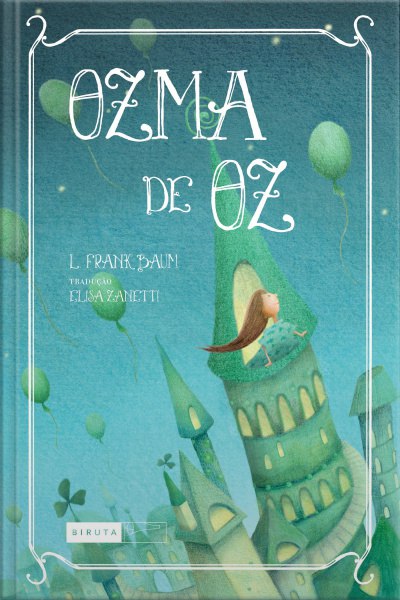 OZMA
DE OZ
L. FRANK BAUM
TRADUÇÃO
ELISA ZANETTI
BIRUTA